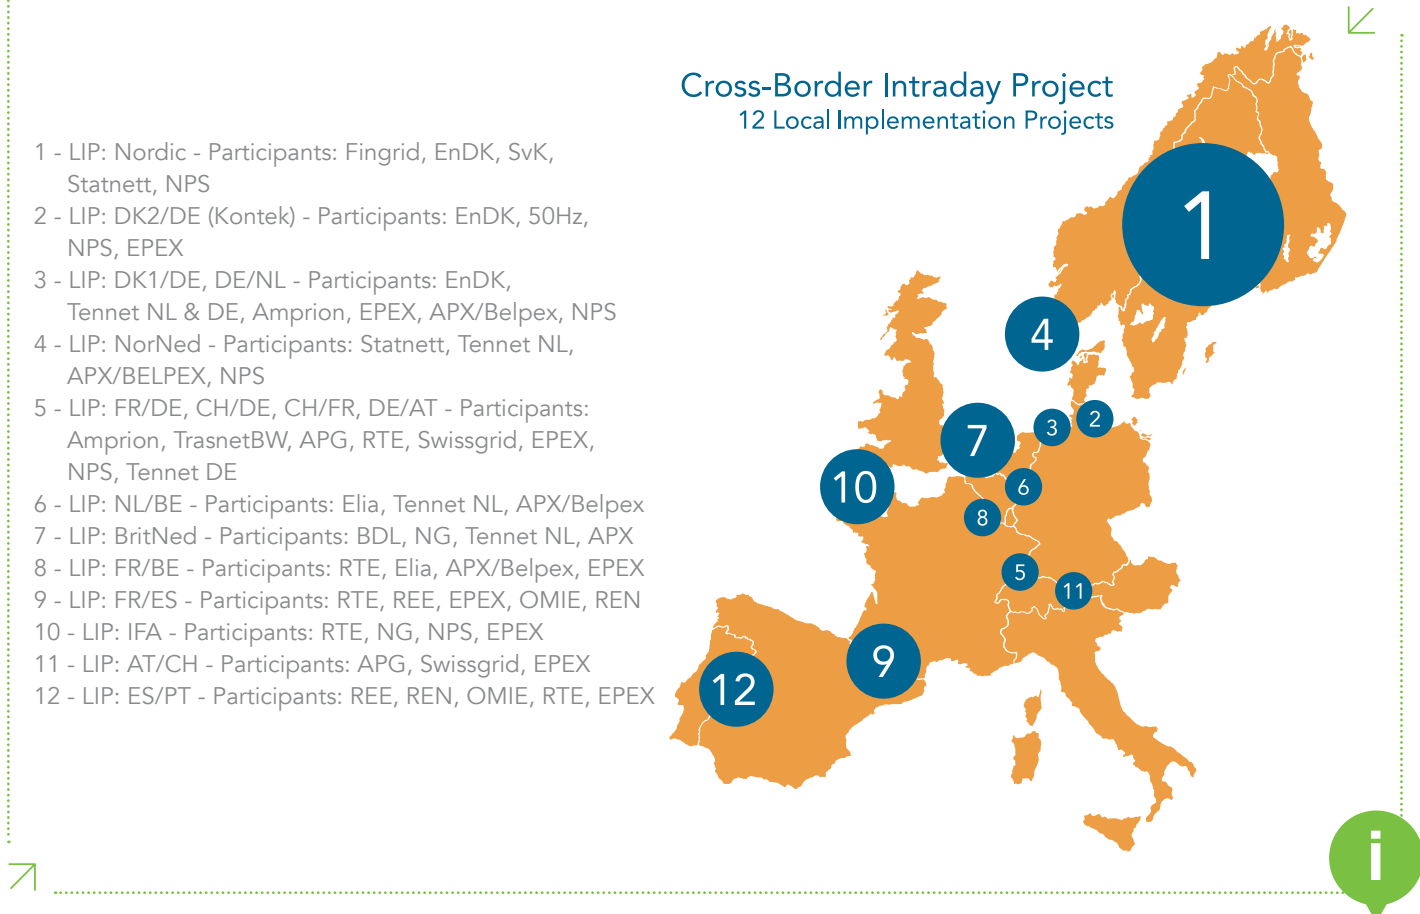 Cross-Border Intraday Project
12 Local Implementation Projects
1 - LIP: Nordic - Participants: Fingrid, EnDK, SvK,
Statnett, NPS
2 - LIP: DK2/DE (Kontek) - Participants: EnDK, 50Hz,
NPS, EPEX
3 - LIP: DK1/DE, DE/NL - Participants: EnDK,
Tennet NL & DE, Amprion, EPEX, APX/Belpex, NPS
4 - LIP: NorNed - Participants: Statnett, Tennet NL,
APX/BELPEX, NPS
5 - LIP: FR/DE, CH/DE, CH/FR, DE/AT - Participants:
Amprion, TrasnetBW, APG, RTE, Swissgrid, EPEX,
NPS, Tennet DE
6 - LIP: NL/BE - Participants: Elia, Tennet NL, APX/Belpex
7 - LIP: BritNed - Participants: BDL, NG, Tennet NL, APX
8 - LIP: FR/BE - Participants: RTE, Elia, APX/Belpex, EPEX
9 - LIP: FR/ES - Participants: RTE, REE, EPEX, OMIE, REN
10 - LIP: IFA - Participants: RTE, NG, NPS, EPEX
11 - LIP: AT/CH - Participants: APG, Swissgrid, EPEX
12 - LIP: ES/PT - Participants: REE, REN, OMIE, RTE, EPEX
1
4
2
3
7
10
6
8
5
11
9
12
i